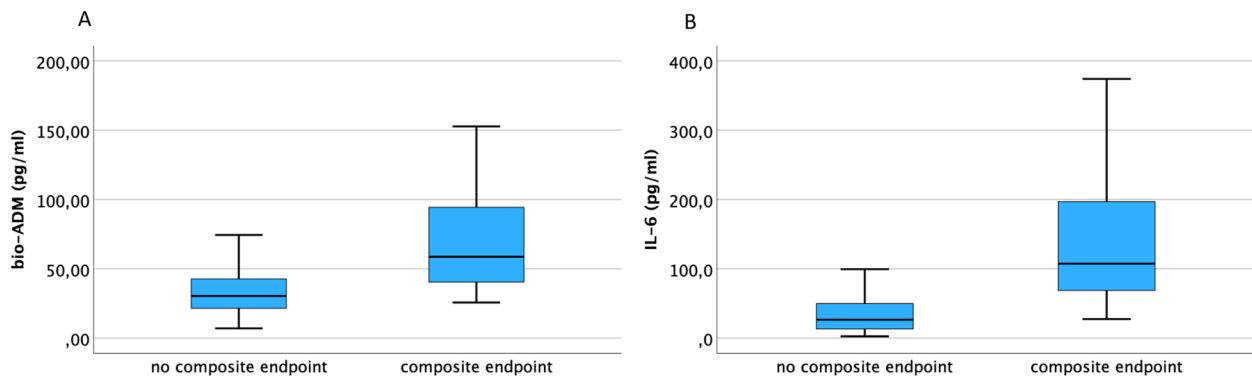 A
bio-ADM (pg/ml)
200,00
150,00
100,00
50,00
,00
no composite endpoint
composite endpoint
B
IL-6 (pg/ml)
400,0
300,0
200,0
100,0
,0
no composite endpoint
composite endpoint